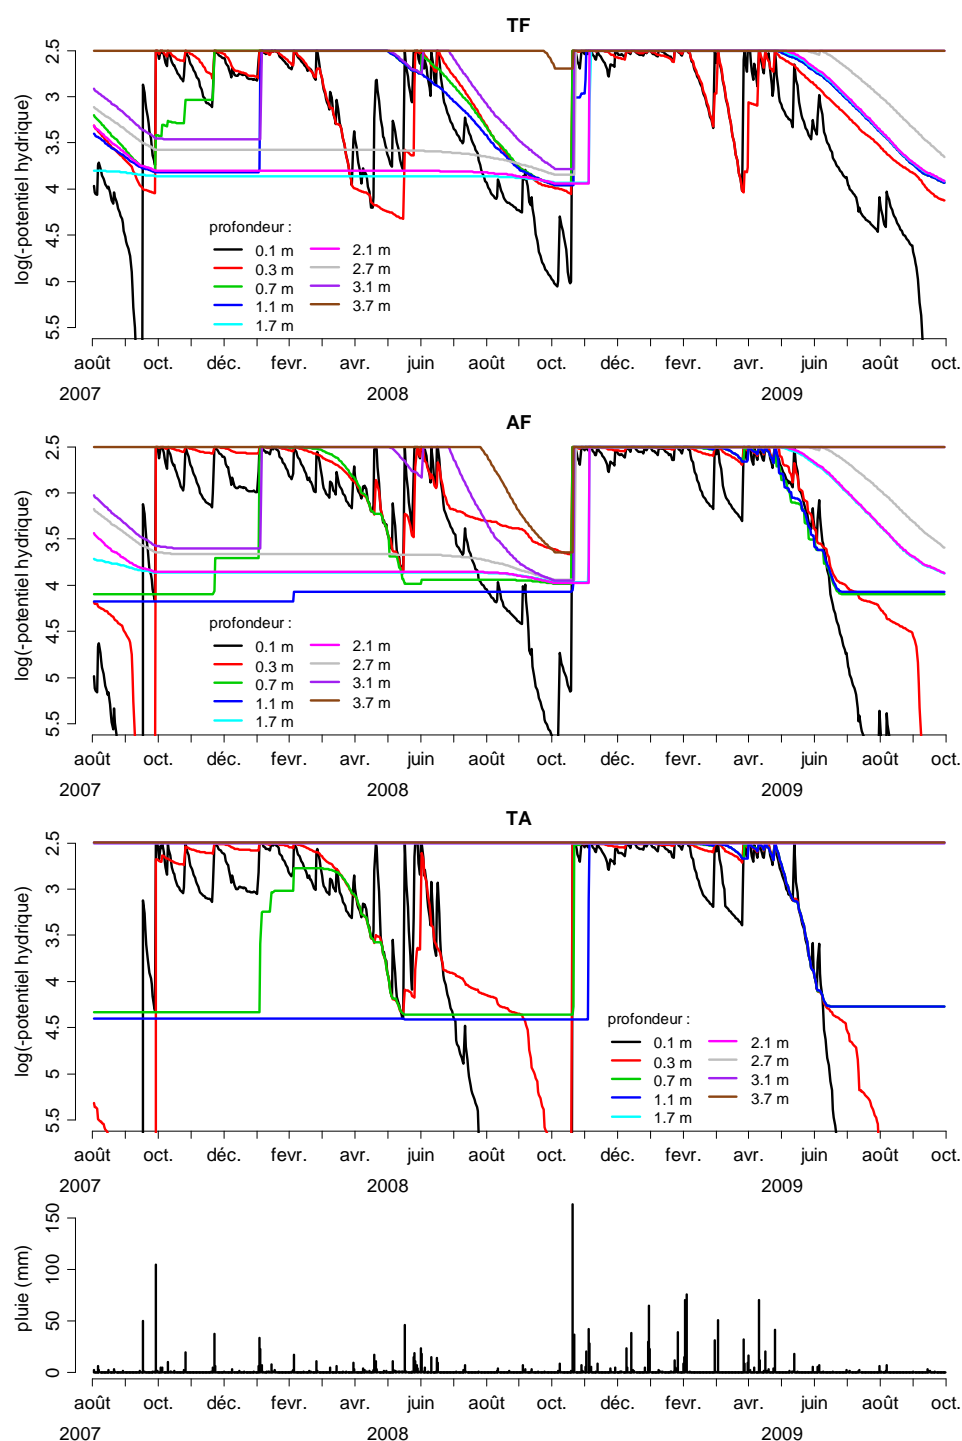 TF
log(-potentiel hydrique)
2.5
3
3.5
4
4.5
5
5.5
profondeur :
0.1 m
0.3 m
0.7 m
1.1 m
1.7 m
2.1 m
2.7 m
3.1 m
3.7 m
août oct. déc. fevr. avr. juin août oct. déc. fevr. avr. juin août oct.
2007 2008 2009
AF
log(-potentiel hydrique)
2.5
3
3.5
4
4.5
5
5.5
profondeur :
0.1 m
0.3 m
0.7 m
1.1 m
1.7 m
2.1 m
2.7 m
3.1 m
3.7 m
août oct. déc. fevr. avr. juin août oct. déc. fevr. avr. juin août oct.
2007 2008 2009
TA
log(-potentiel hydrique)
2.5
3
3.5
4
4.5
5
5.5
profondeur :
0.1 m
0.3 m
0.7 m
1.1 m
1.7 m
2.1 m
2.7 m
3.1 m
3.7 m
août oct. déc. fevr. avr. juin août oct. déc. fevr. avr. juin août oct.
2007 2008 2009
pluie (mm)
150
100
50
0
août oct. déc. fevr. avr. juin août oct. déc. fevr. avr. juin août oct.
2007 2008 2009